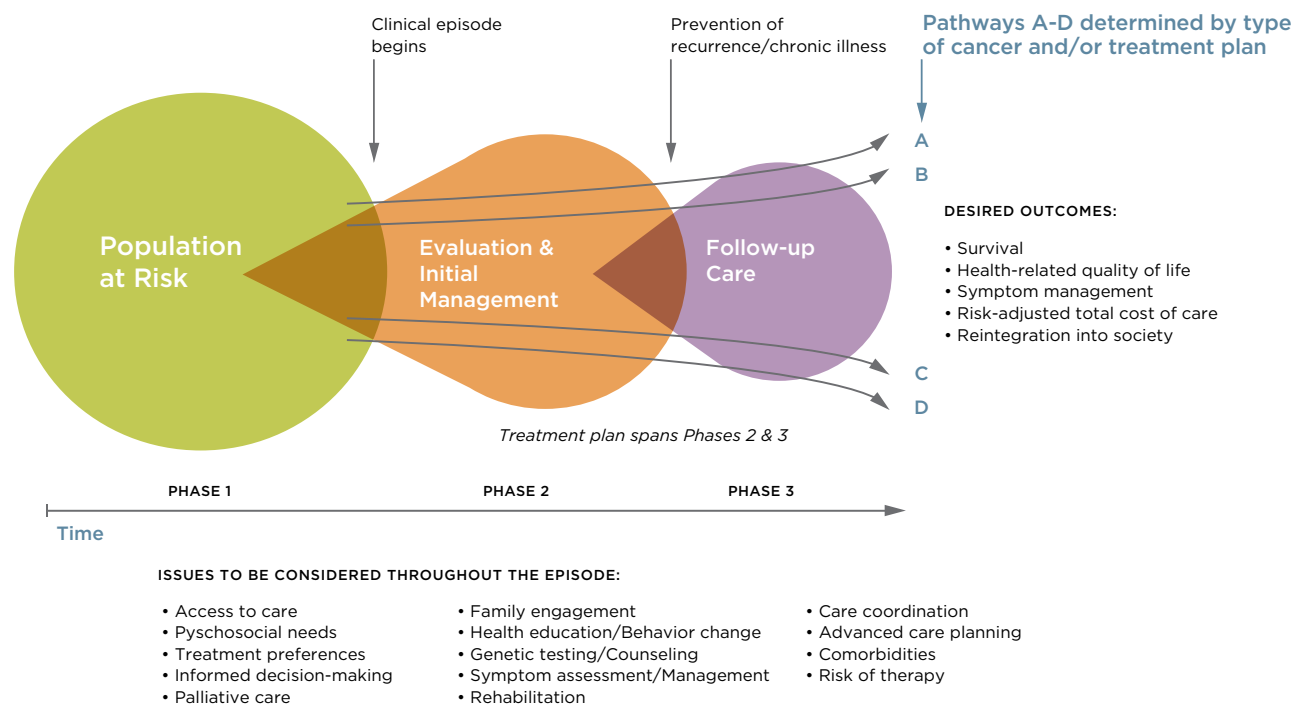 Clinical episode
begins
Prevention of
recurrence/chronic illness
Pathways A-D determined by type
of cancer and/or treatment plan
A
B
Population
at Risk
Evaluation &
Initial
Management
Follow-up
Care
DESIRED OUTCOMES:
• Survival
• Health-related quality of life
• Symptom management
• Risk-adjusted total cost of care
• Reintegration into society
C
D
Treatment plan spans Phases 2 & 3
PHASE 1
PHASE 2
PHASE 3
Time
ISSUES TO BE CONSIDERED THROUGHOUT THE EPISODE:
• Access to care
• Pyschosocial needs
• Treatment preferences
• Informed decision-making
• Palliative care
• Family engagement
• Health education/Behavior change
• Genetic testing/Counseling
• Symptom assessment/Management
• Rehabilitation
• Care coordination
• Advanced care planning
• Comorbidities
• Risk of therapy